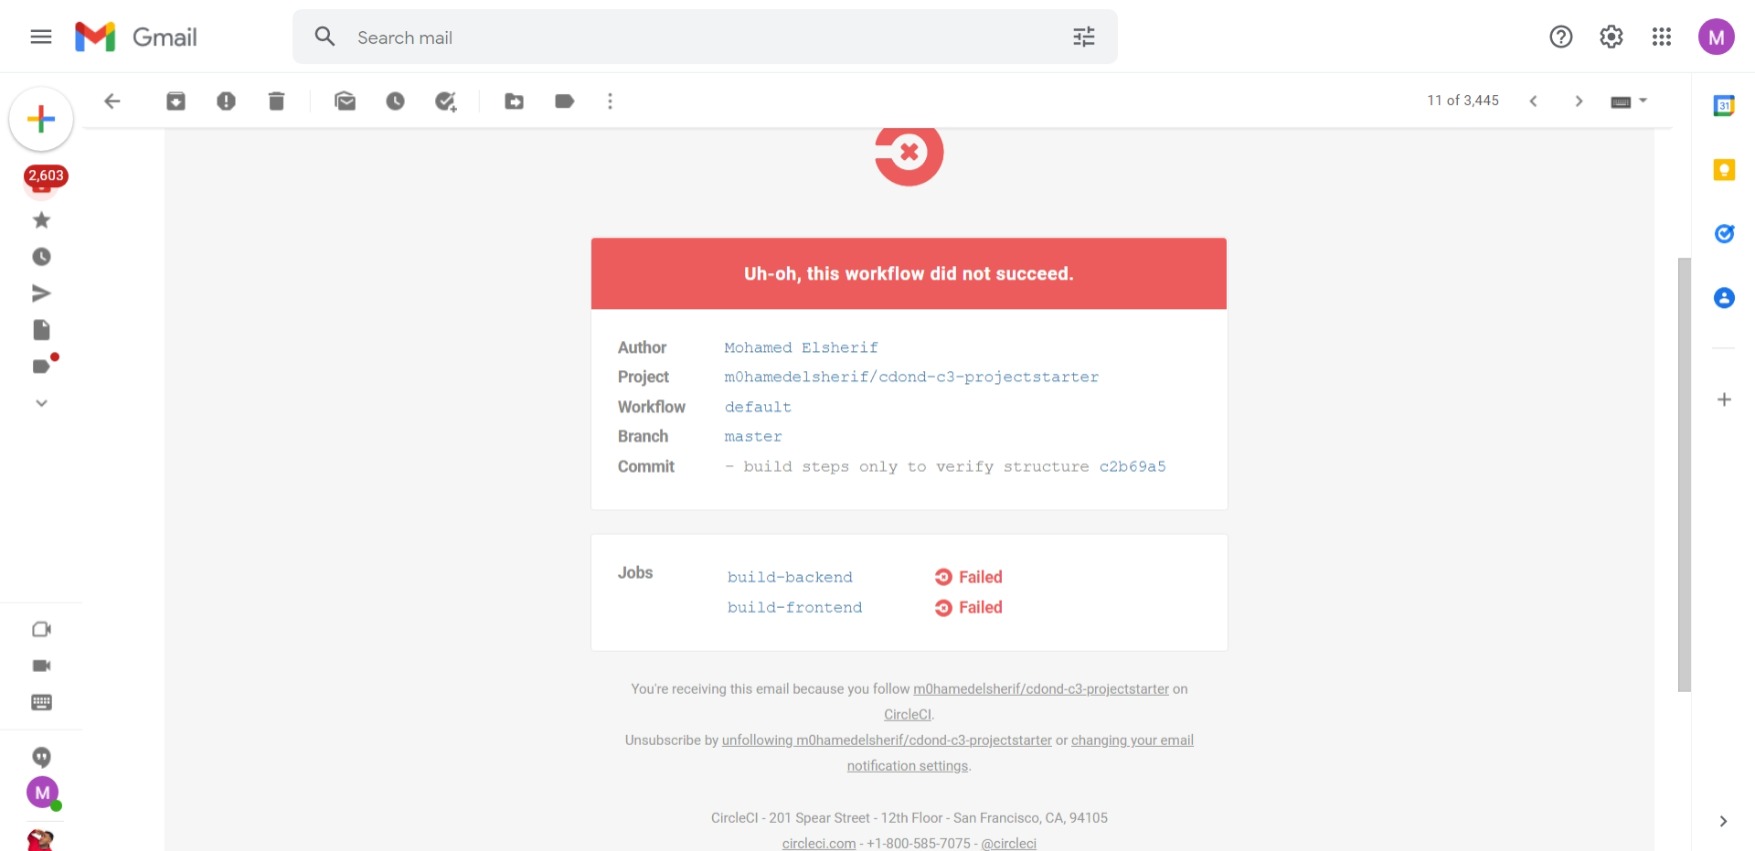 Gmail
Search mail
M
11 of 3,445
31
2,603
Uh-oh, this workflow did not succeed.
Author Mohamed Elsherif
Project m0hamedelsherif/cdond-c3-projectstarter
Workflow default
Branch master
Commit - build steps only to verify structure c2b69a5
Jobs
build-backend Failed
build-frontend Failed
You're receiving this email because you follow m0hamedelsherif/cdond-c3-projectstarter on
CircleCI.
Unsubscribe by unfollowing m0hamedelsherif/cdond-c3-projectstarter or changing your email
notification settings.
M
CircleCI - 201 Spear Street - 12th Floor - San Francisco, CA, 94105
circleci.com - +1-800-585-7075 - @circleci